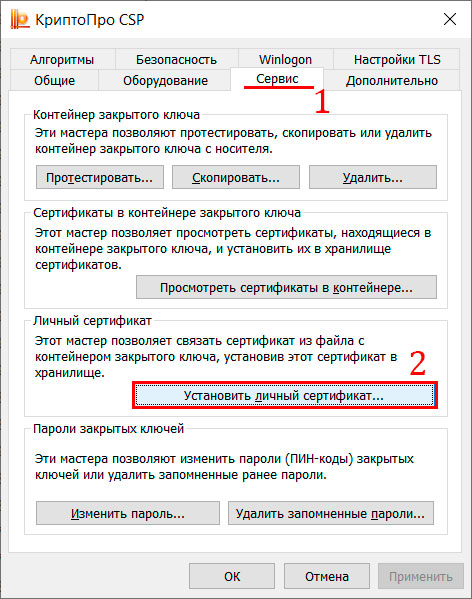 КриптоПро CSP
Алгоритмы Безопасность Winlogon Настройки TLS
Общие Оборудование Сервис Дополнительно
1
Контейнер закрытого ключа
Эти мастера позволяют протестировать, скопировать или удалить
контейнер закрытого ключа с носителя.
Протестировать... Скопировать... Удалить...
Сертификаты в контейнере закрытого ключа
Этот мастер позволяет просмотреть сертификаты, находящиеся в
контейнере закрытого ключа, и установить их в хранилище
сертификатов.
Просмотреть сертификаты в контейнере...
Личный сертификат
Этот мастер позволяет связать сертификат из файла с
контейнером закрытого ключа, установив этот сертификат в
хранилище.
2
Установить личный сертификат...
Пароли закрытых ключей
Эти мастера позволяют изменить пароли (ПИН-коды) закрытых
ключей или удалить запомненные ранее пароли.
Изменить пароль... Удалить запомненные пароли...
ОК Отмена Применить